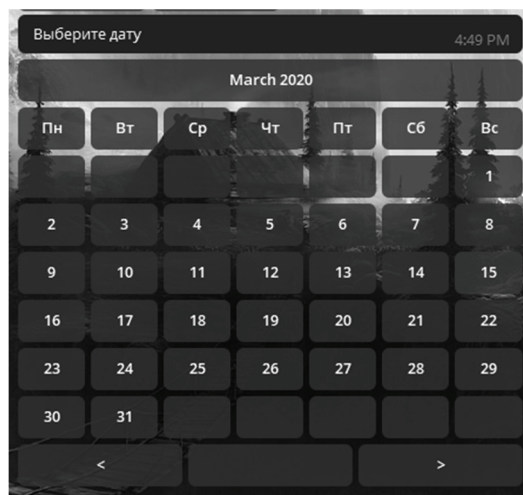 Выберите дату
4:49 PM
March 2020
Пн Вт Ср Чт Пт Сб Вс
1
2 3 4 5 6 7 8
9 10 11 12 13 14 15
16 17 18 19 20 21 22
23 24 25 26 27 28 29
30 31
< >